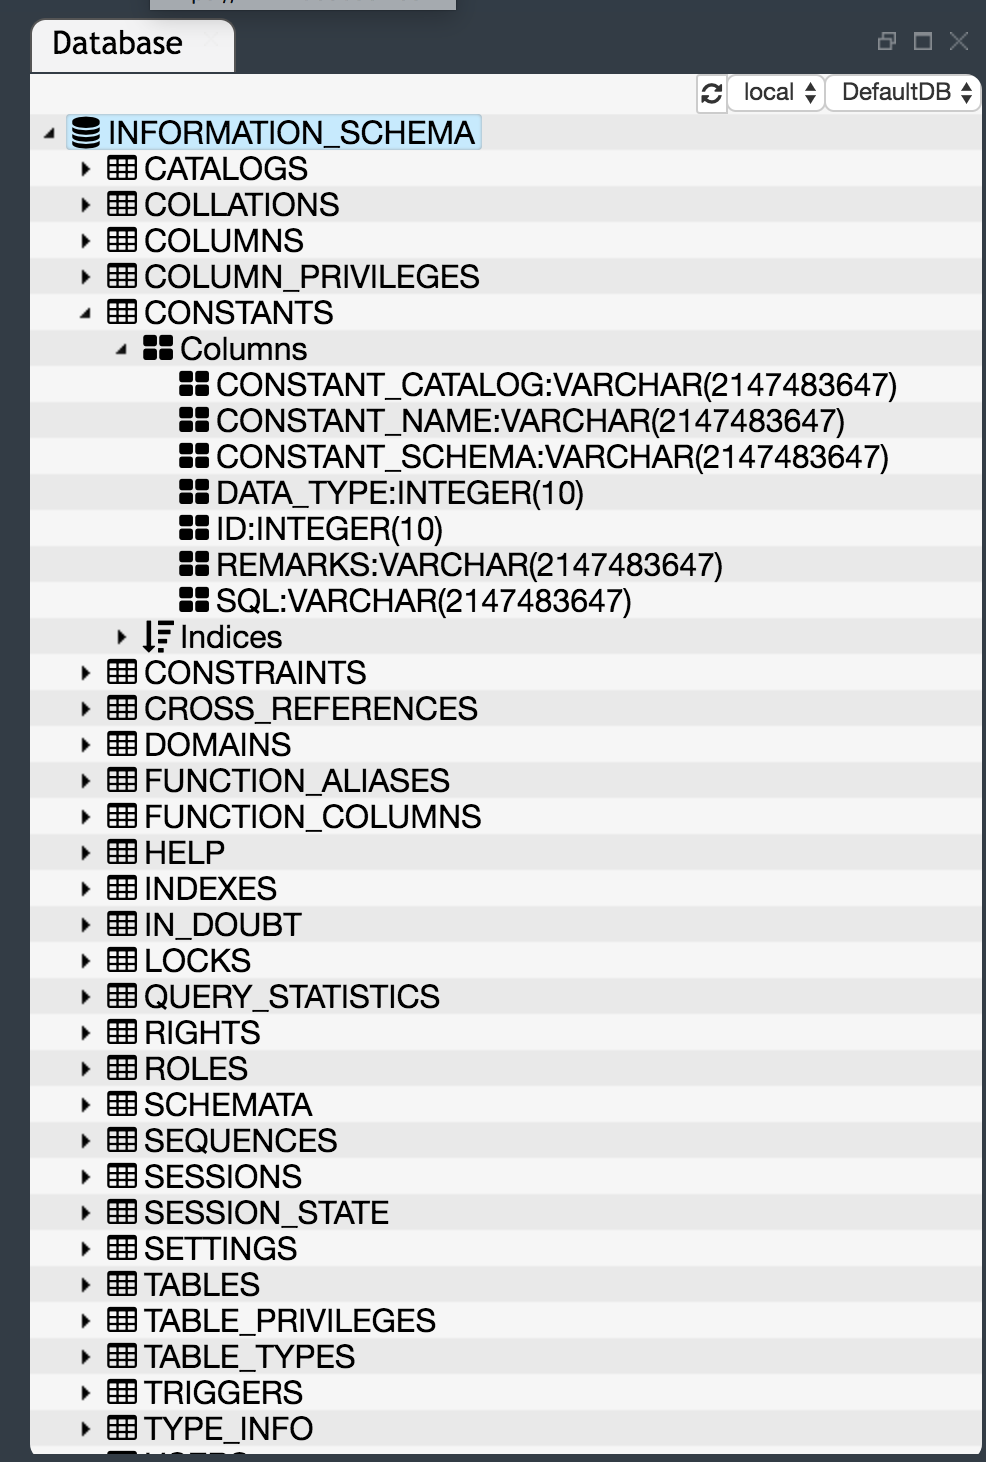 Database
local DefaultDB
INFORMATION_SCHEMA
CATALOGS
COLLATIONS
COLUMNS
COLUMN_PRIVILEGES
CONSTANTS
Columns
CONSTANT_CATALOG:VARCHAR(2147483647)
CONSTANT_NAME:VARCHAR(2147483647)
CONSTANT_SCHEMA:VARCHAR(2147483647)
DATA_TYPE:INTEGER(10)
ID:INTEGER(10)
REMARKS:VARCHAR(2147483647)
SQL:VARCHAR(2147483647)
Indices
CONSTRAINTS
CROSS_REFERENCES
DOMAINS
FUNCTION_ALIASES
FUNCTION_COLUMNS
HELP
INDEXES
IN_DOUBT
LOCKS
QUERY_STATISTICS
RIGHTS
ROLES
SCHEMATA
SEQUENCES
SESSIONS
SESSION_STATE
SETTINGS
TABLES
TABLE_PRIVILEGES
TABLE_TYPES
TRIGGERS
TYPE_INFO